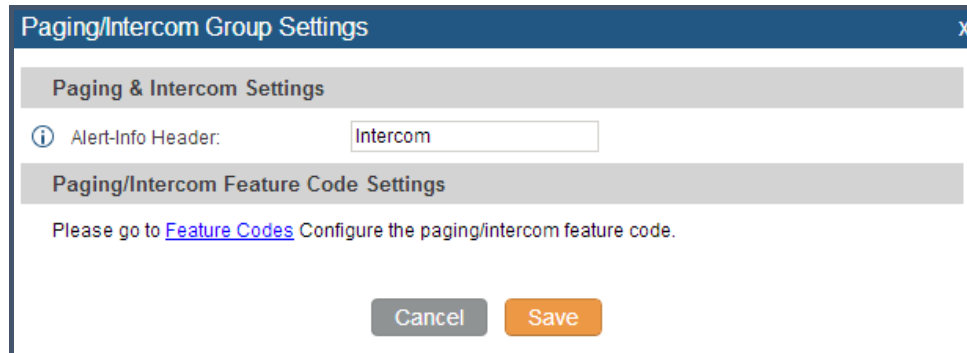 Paging/Intercom Group Settings x
Paging & Intercom Settings
i Alert-Info Header: Intercom
Paging/Intercom Feature Code Settings
Please go to Feature Codes Configure the paging/intercom feature code.
Cancel Save